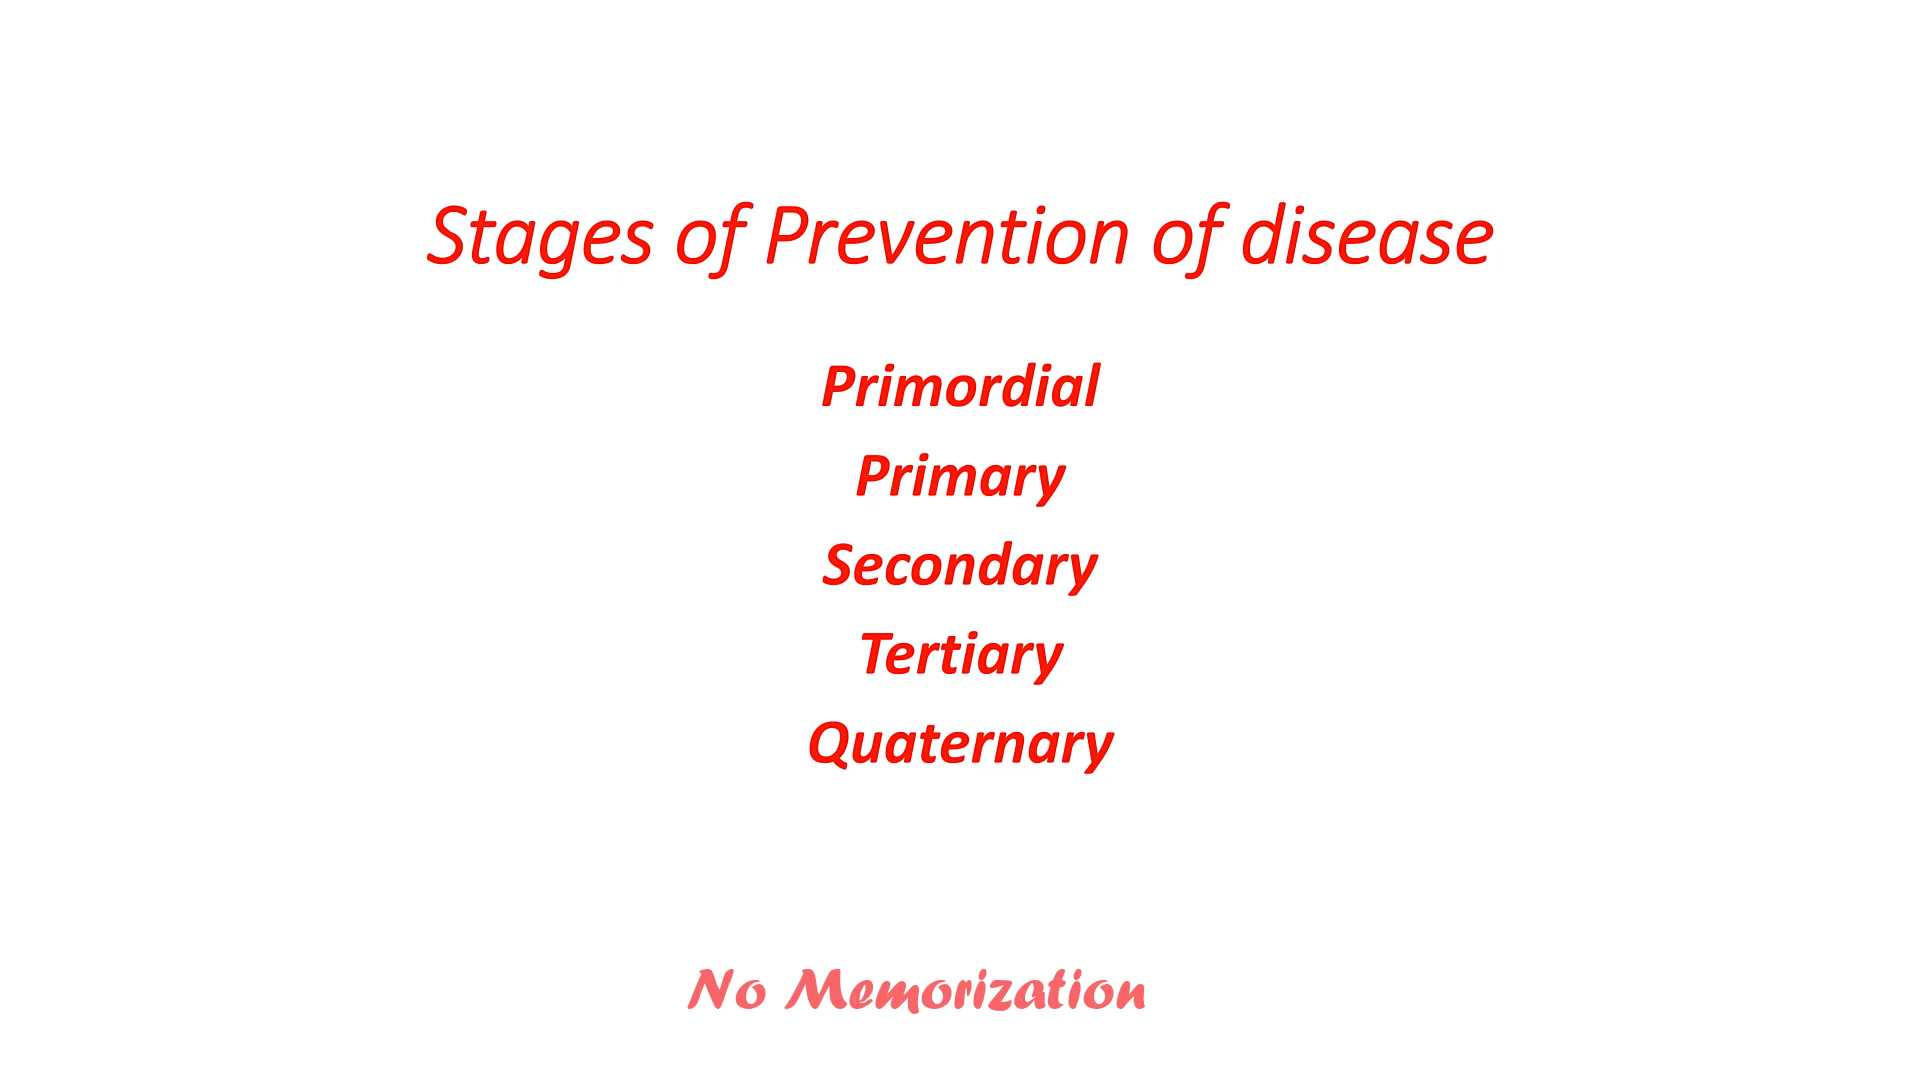 Stages of Prevention of disease
Primordial
Primary
Secondary
Tertiary
Quaternary
No Memorization